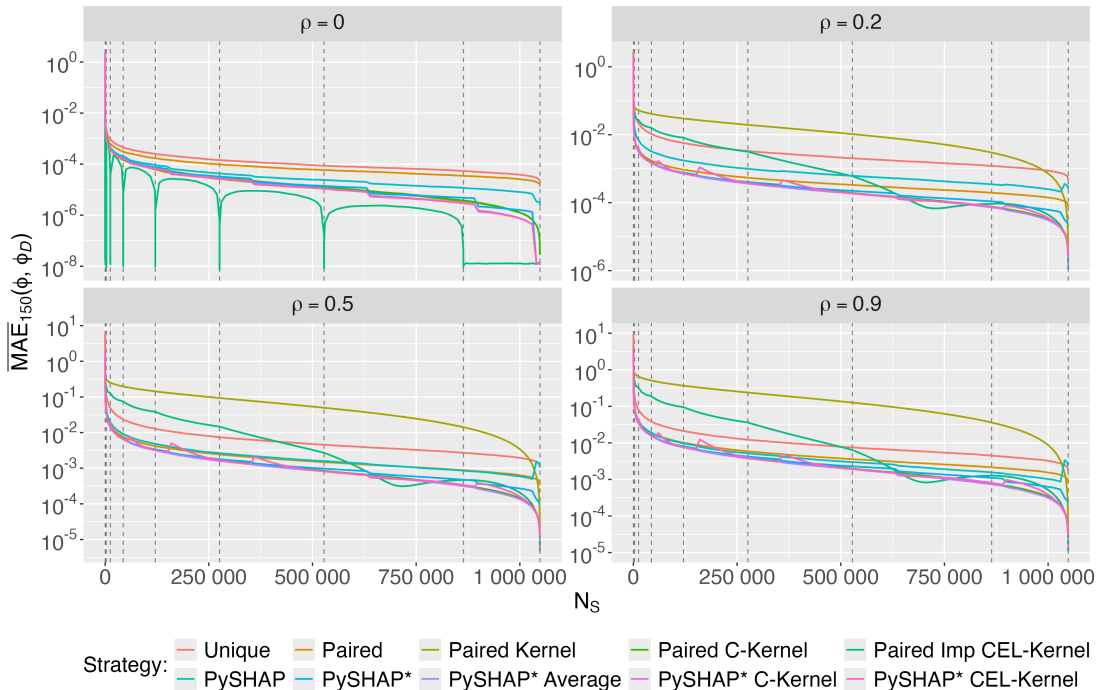 ρ = 0
ρ = 0.2
10⁰
10⁻²
10⁻⁴
10⁻⁶
10⁻⁸
10⁰
10⁻²
10⁻⁴
10⁻⁶
MAE₁₅₀(ϕ, ϕ_D)
ρ = 0.5
ρ = 0.9
10¹
10⁰
10⁻¹
10⁻²
10⁻³
10⁻⁴
10⁻⁵
10¹
10⁰
10⁻¹
10⁻²
10⁻³
10⁻⁴
10⁻⁵
0 250 000 500 000 750 000 1 000 000
0 250 000 500 000 750 000 1 000 000
N_S
Strategy:
Unique Paired Paired Kernel Paired C-Kernel Paired Imp CEL-Kernel
PySHAP PySHAP* PySHAP* Average PySHAP* C-Kernel PySHAP* CEL-Kernel